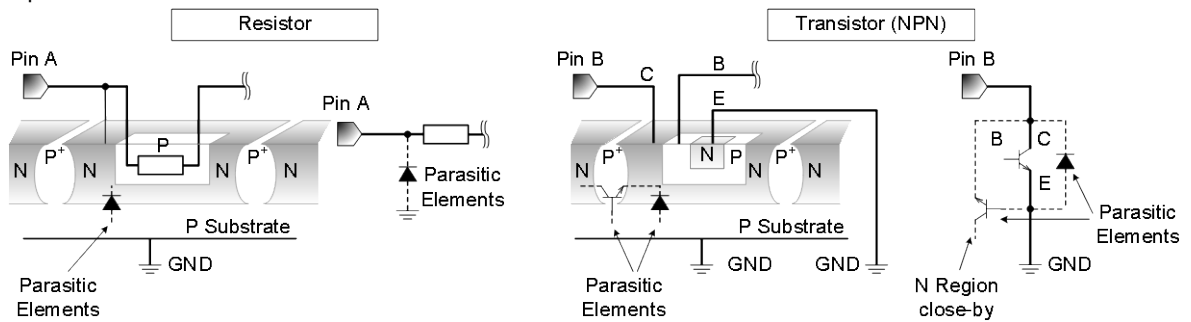 Resistor
Pin A
N
P+
N
P
N
P+
N
P Substrate
GND
Parasitic
Elements
Pin A
Parasitic
Elements
Transistor (NPN)
Pin B
C
B
E
N
P+
N
N
P
P+
N
N
P Substrate
GND
GND
Parasitic
Elements
Pin B
B
C
E
Parasitic
Elements
GND
N Region
close-by